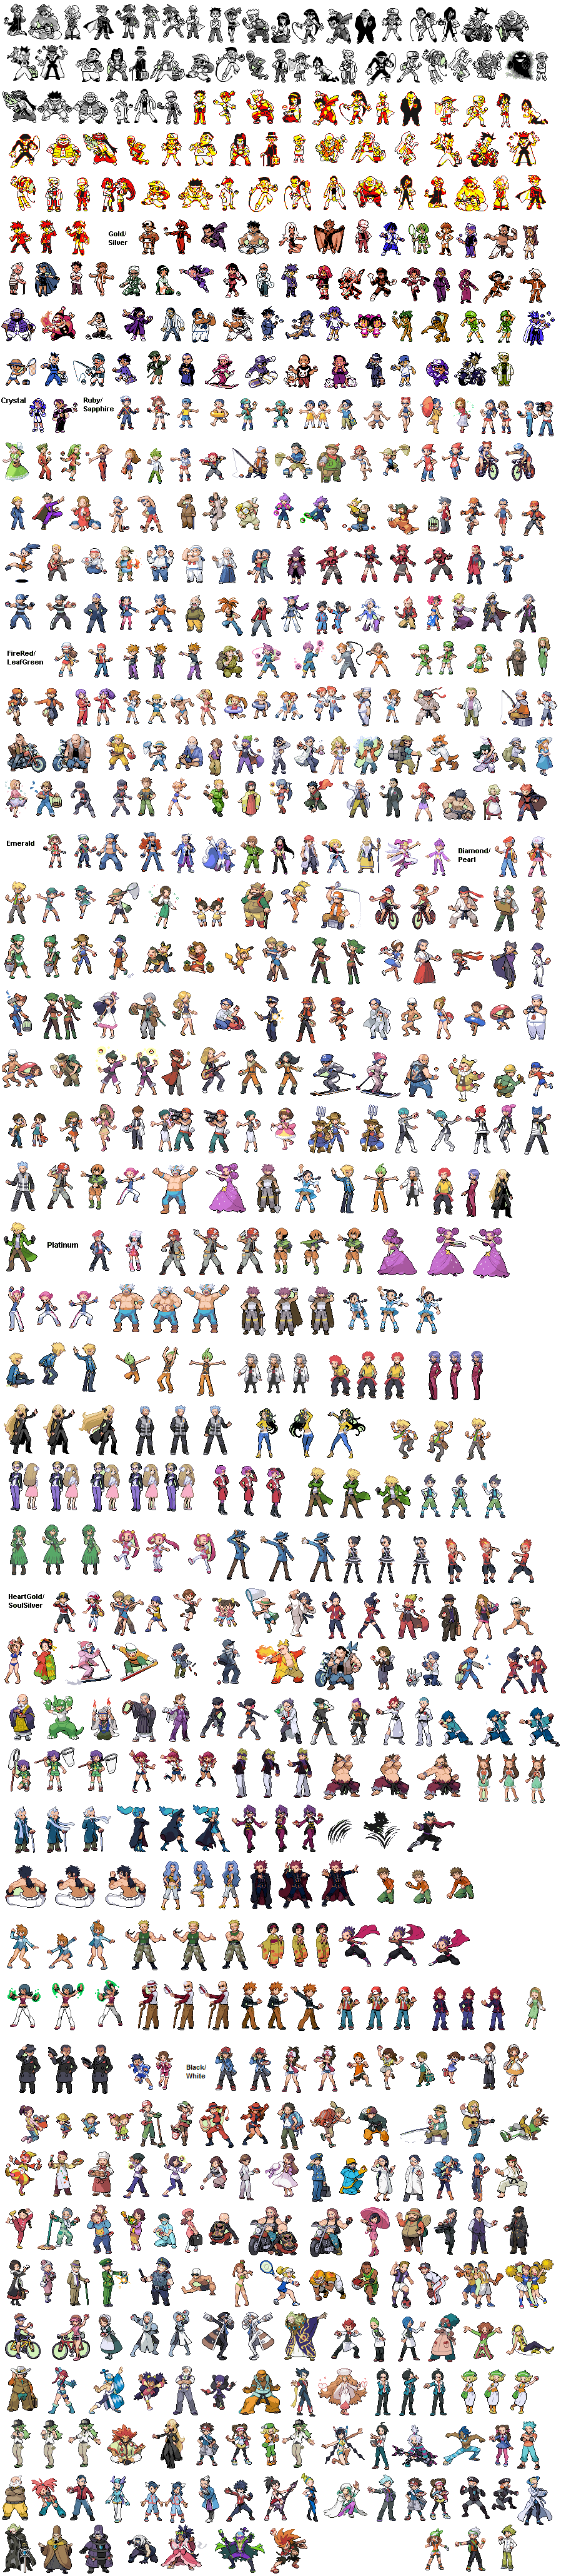 Gold/
Silver
Crystal
Ruby/
Sapphire
FireRed/
LeafGreen
Emerald
Diamond/
Pearl
Platinum
HeartGold/
SoulSilver
Black/
White